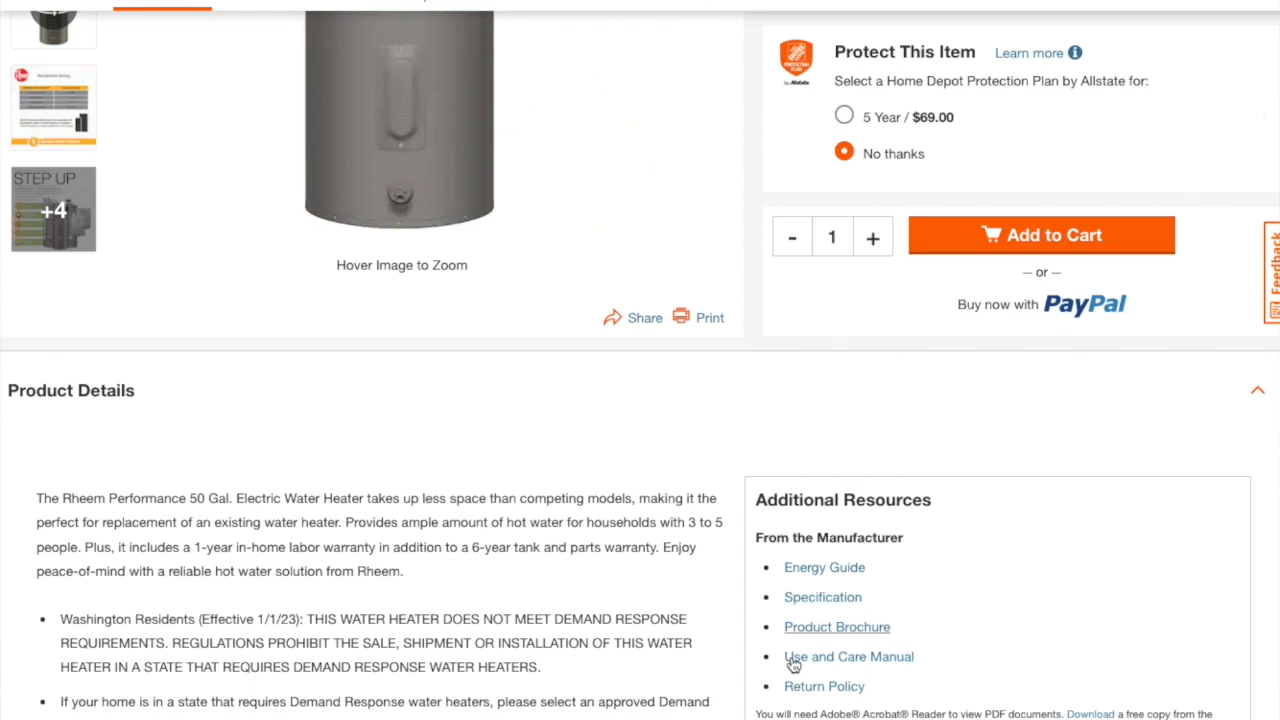 Protect This Item Learn more
Select a Home Depot Protection Plan by Allstate for:
5 Year / $69.00
No thanks
STEP UP
+4
- 1 +
Add to Cart
— or —
Buy now with PayPal
Feedback
Hover Image to Zoom
Share Print
Product Details
The Rheem Performance 50 Gal. Electric Water Heater takes up less space than competing models, making it the
perfect for replacement of an existing water heater. Provides ample amount of hot water for households with 3 to 5
people. Plus, it includes a 1-year in-home labor warranty in addition to a 6-year tank and parts warranty. Enjoy
peace-of-mind with a reliable hot water solution from Rheem.
• Washington Residents (Effective 1/1/23): THIS WATER HEATER DOES NOT MEET DEMAND RESPONSE
REQUIREMENTS. REGULATIONS PROHIBIT THE SALE, SHIPMENT OR INSTALLATION OF THIS WATER
HEATER IN A STATE THAT REQUIRES DEMAND RESPONSE WATER HEATERS.
• If your home is in a state that requires Demand Response water heaters, please select an approved Demand
Additional Resources
From the Manufacturer
• Energy Guide
• Specification
• Product Brochure
• Use and Care Manual
• Return Policy
You will need Adobe® Acrobat® Reader to view PDF documents. Download a free copy from the